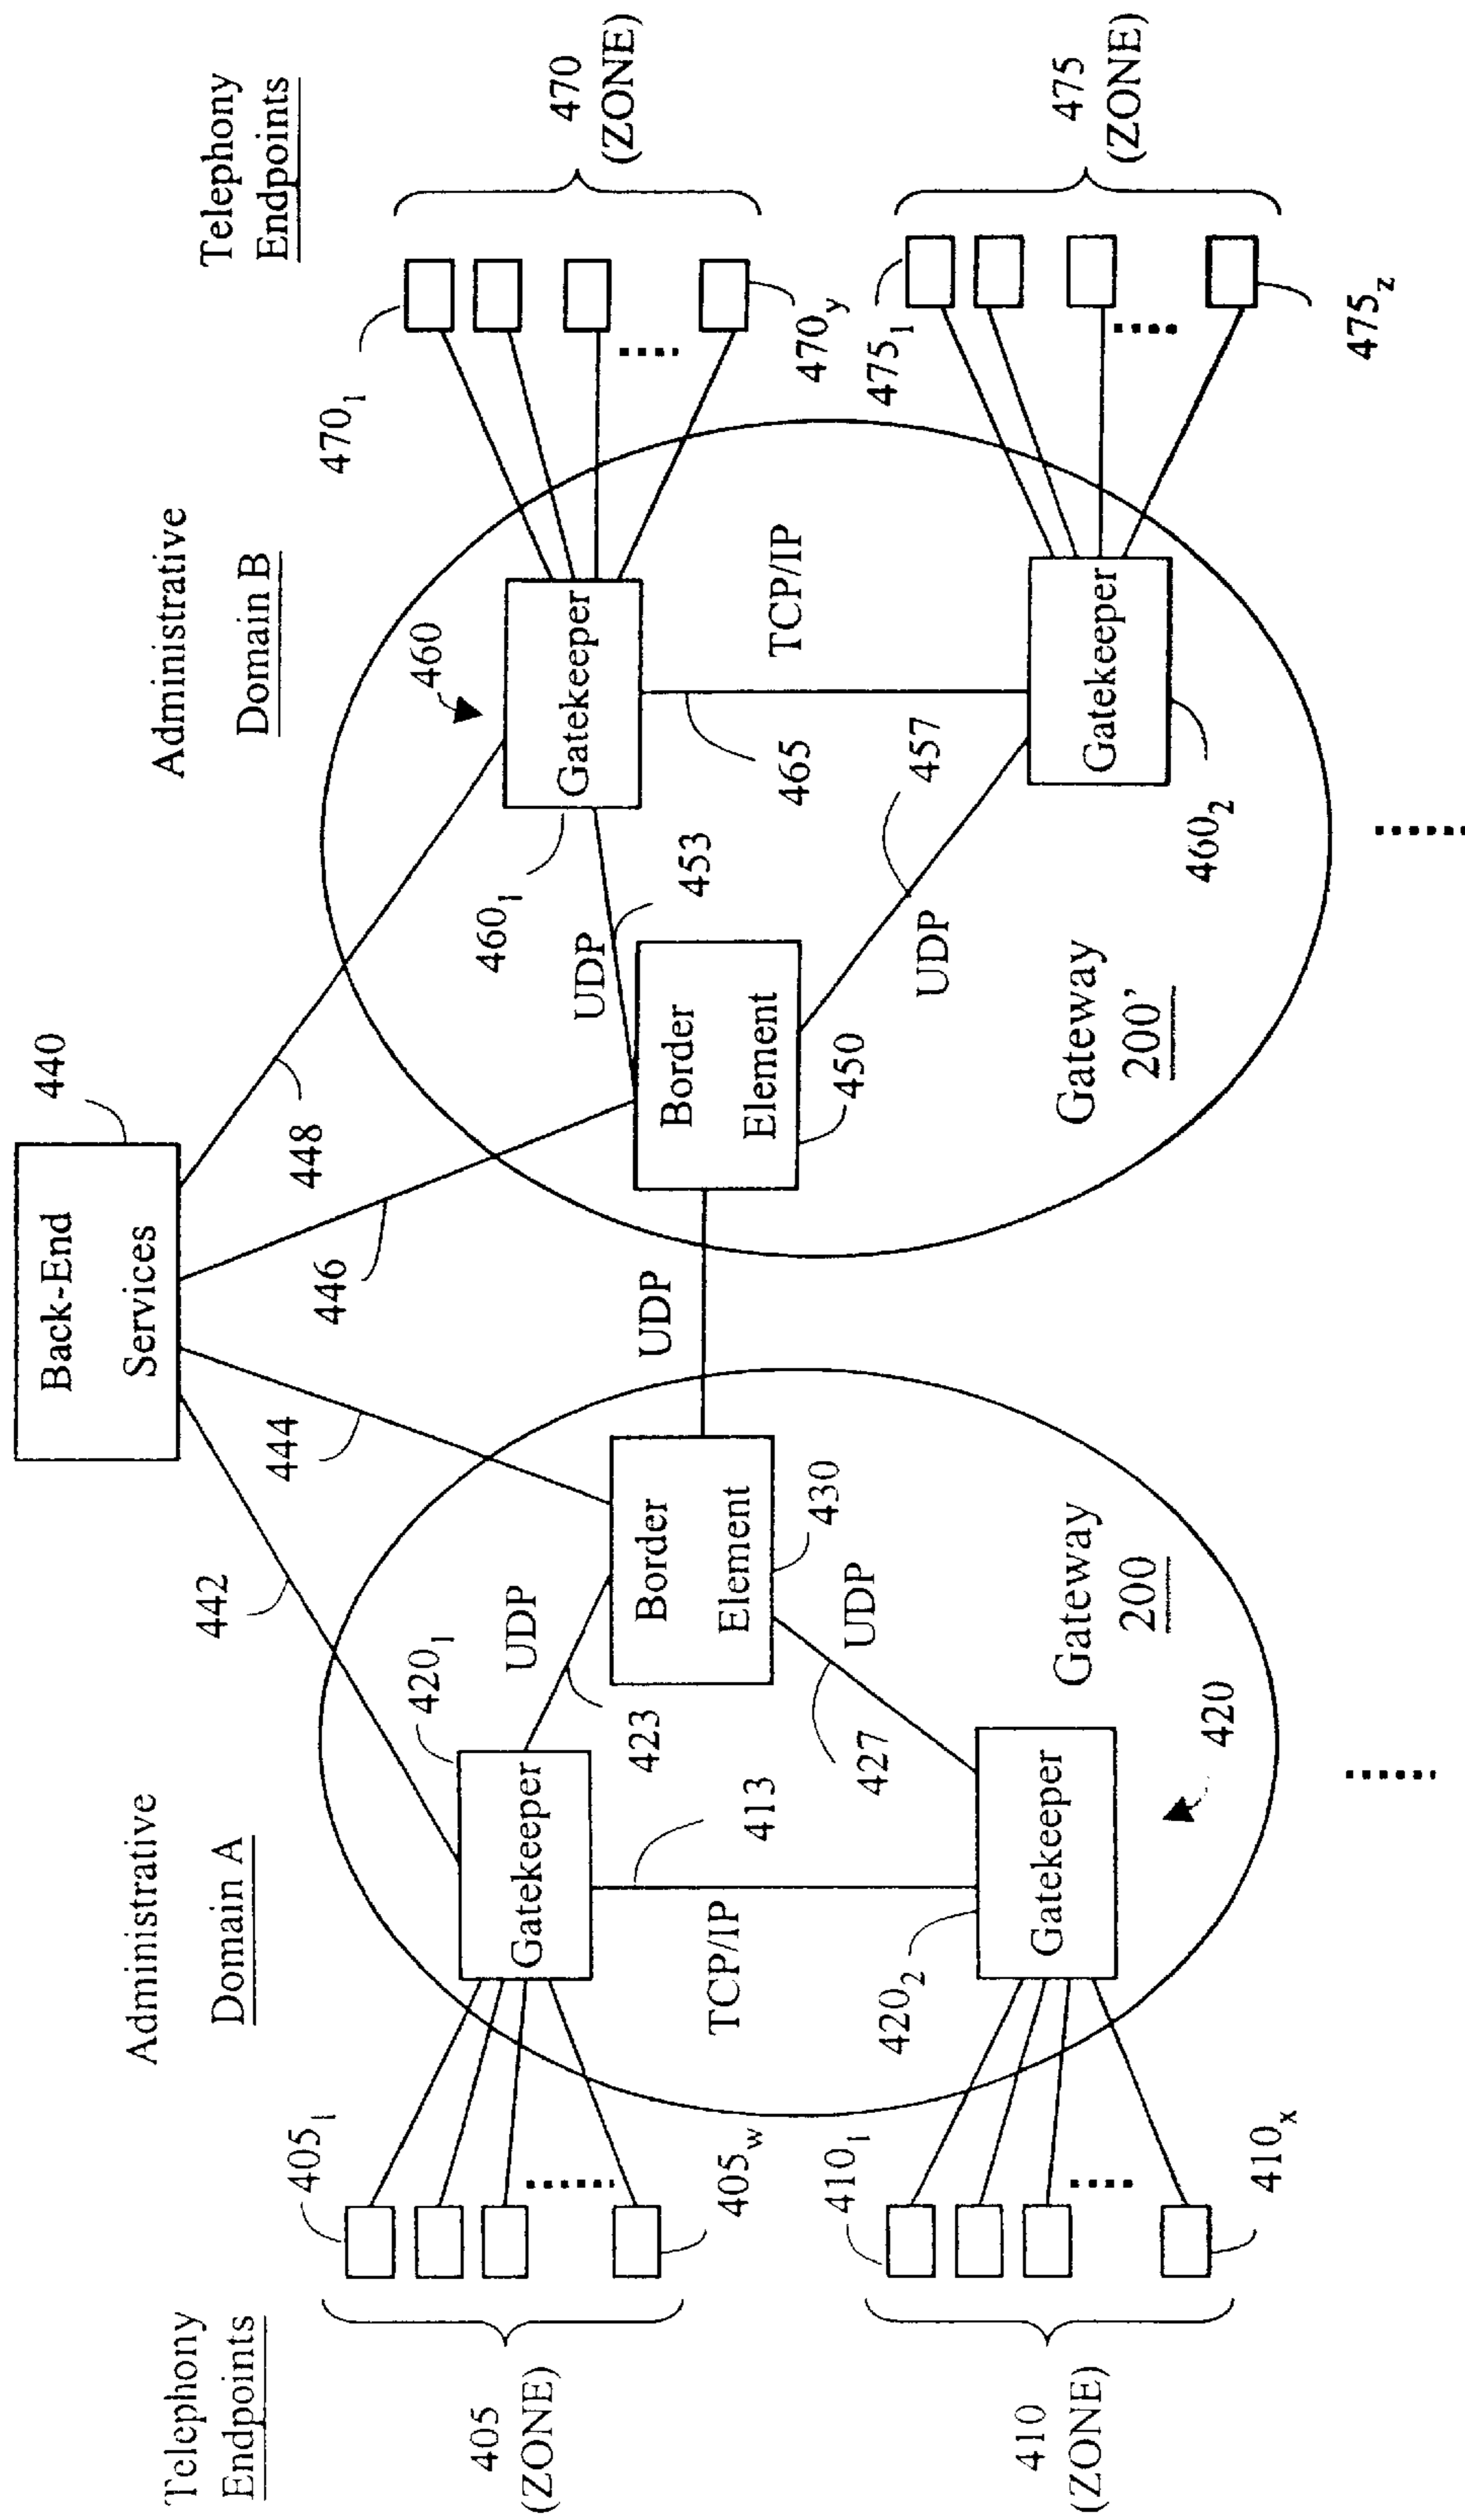 Back-End
Services
440
442
444
446
448
Administrative
Domain A
Administrative
Domain B
Telephony
Endpoints
Telephony
Endpoints
405₁
405
(ZONE)
405w
410₁
410
(ZONE)
410ₓ
Gatekeeper
420₁
UDP
423
413
TCP/IP
Border
Element
430
UDP
427
Gatekeeper
420₂
420
Gateway
200
UDP
Border
Element
450
UDP
453
Gatekeeper
460₁
460
465
TCP/IP
457
UDP
Gatekeeper
460₂
Gateway
200'
470₁
470
(ZONE)
470y
475₁
475
(ZONE)
475z